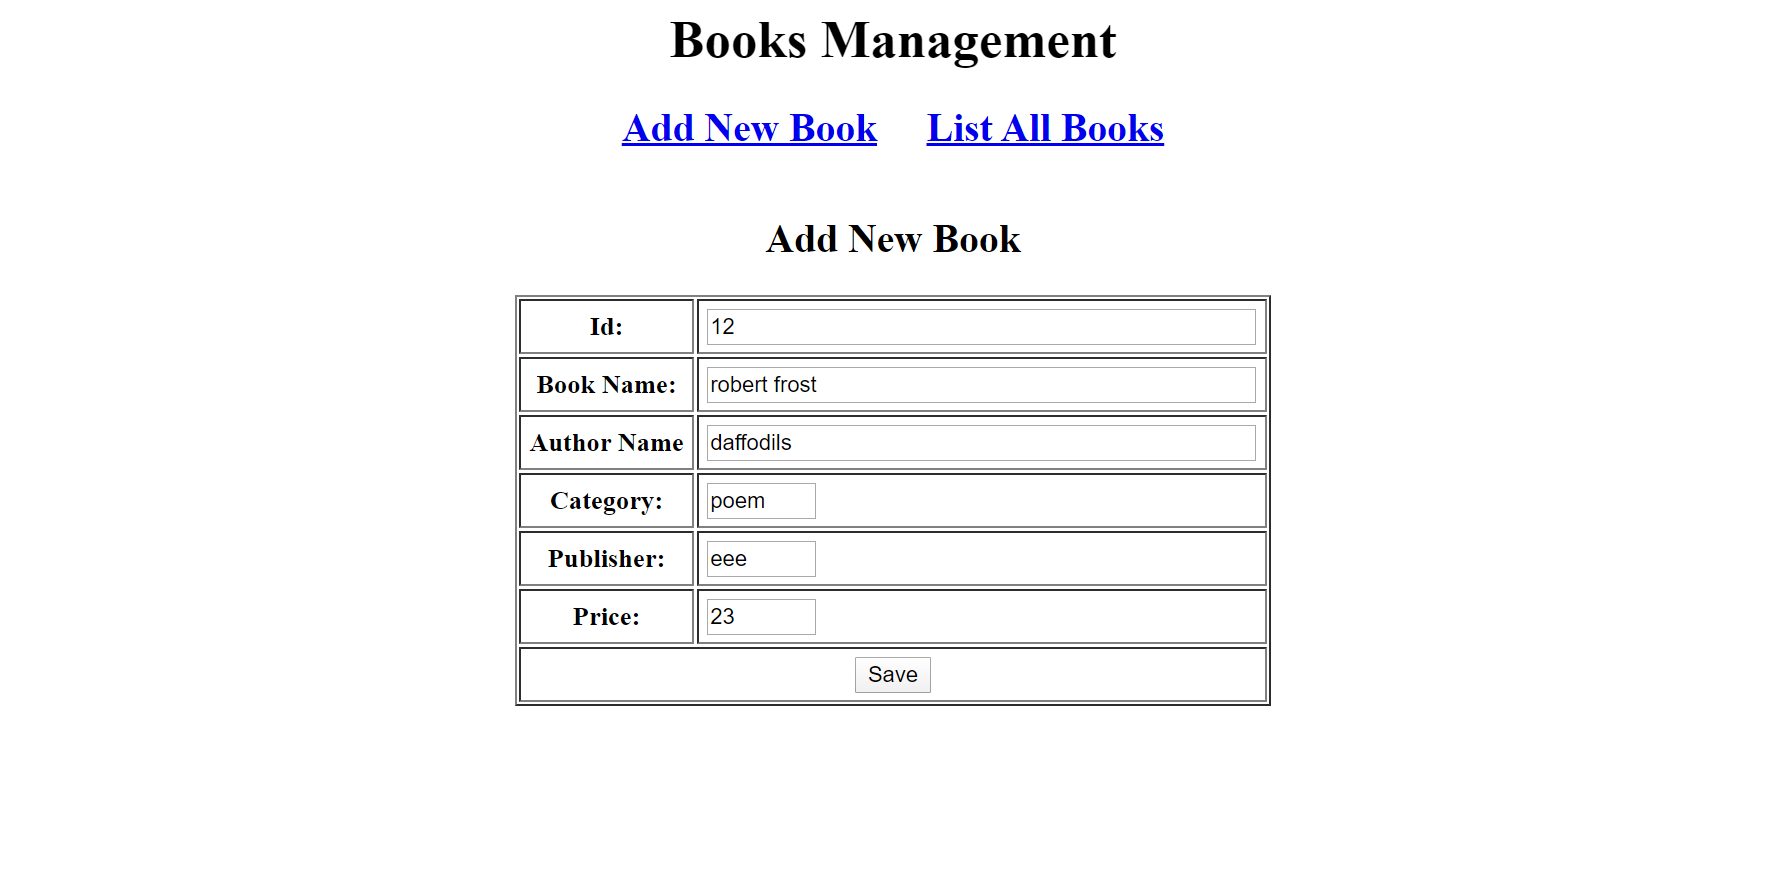 Books Management
Add New Book List All Books
Add New Book
Id: 12
Book Name: robert frost
Author Name daffodils
Category: poem
Publisher: eee
Price: 23
Save